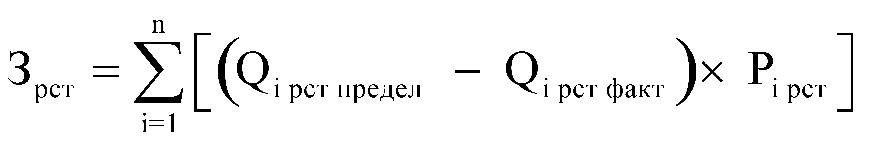 З рст = n ∑ i=1 [ ( Q i рст предел − Q i рст факт ) × P i рст ]